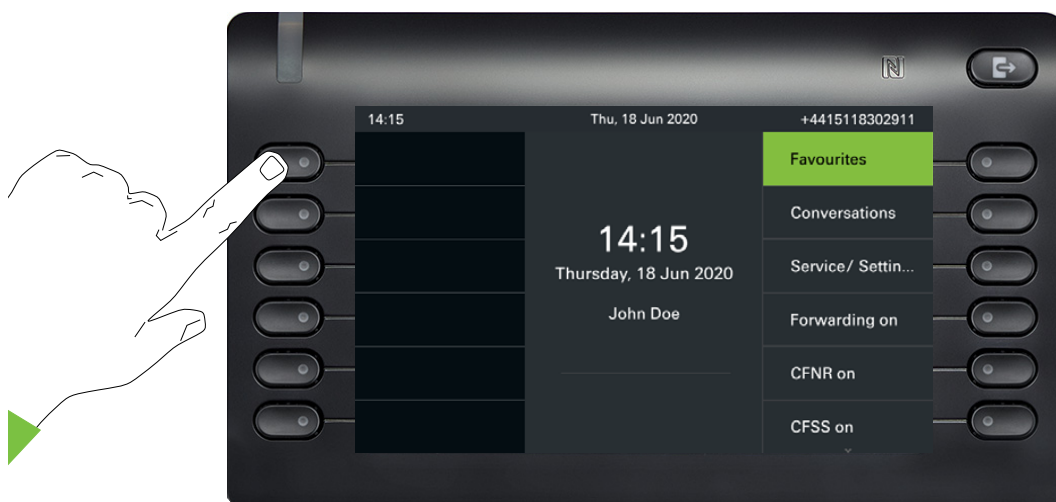 14:15
Thu, 18 Jun 2020
+4415118302911
14:15
Thursday, 18 Jun 2020
John Doe
Favourites
Conversations
Service/ Settin...
Forwarding on
CFNR on
CFSS on